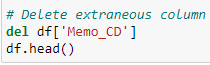 # Delete extraneous column
del df['Memo_CD']
df.head()